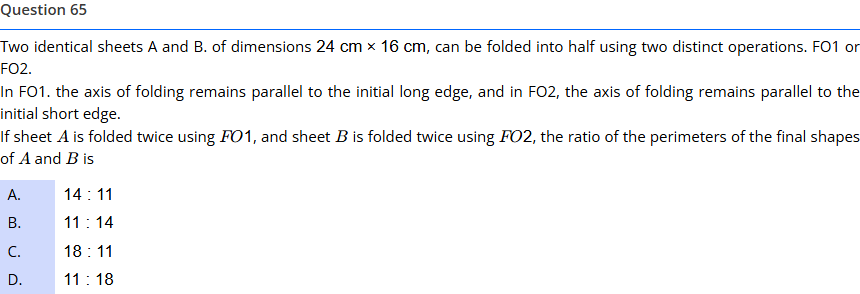 Question 65
Two identical sheets A and B. of dimensions 24 cm × 16 cm, can be folded into half using two distinct operations. FO1 or
FO2.
In FO1. the axis of folding remains parallel to the initial long edge, and in FO2, the axis of folding remains parallel to the
initial short edge.
If sheet A is folded twice using FO1, and sheet B is folded twice using FO2, the ratio of the perimeters of the final shapes
of A and B is
A. 14 : 11
B. 11 : 14
C. 18 : 11
D. 11 : 18